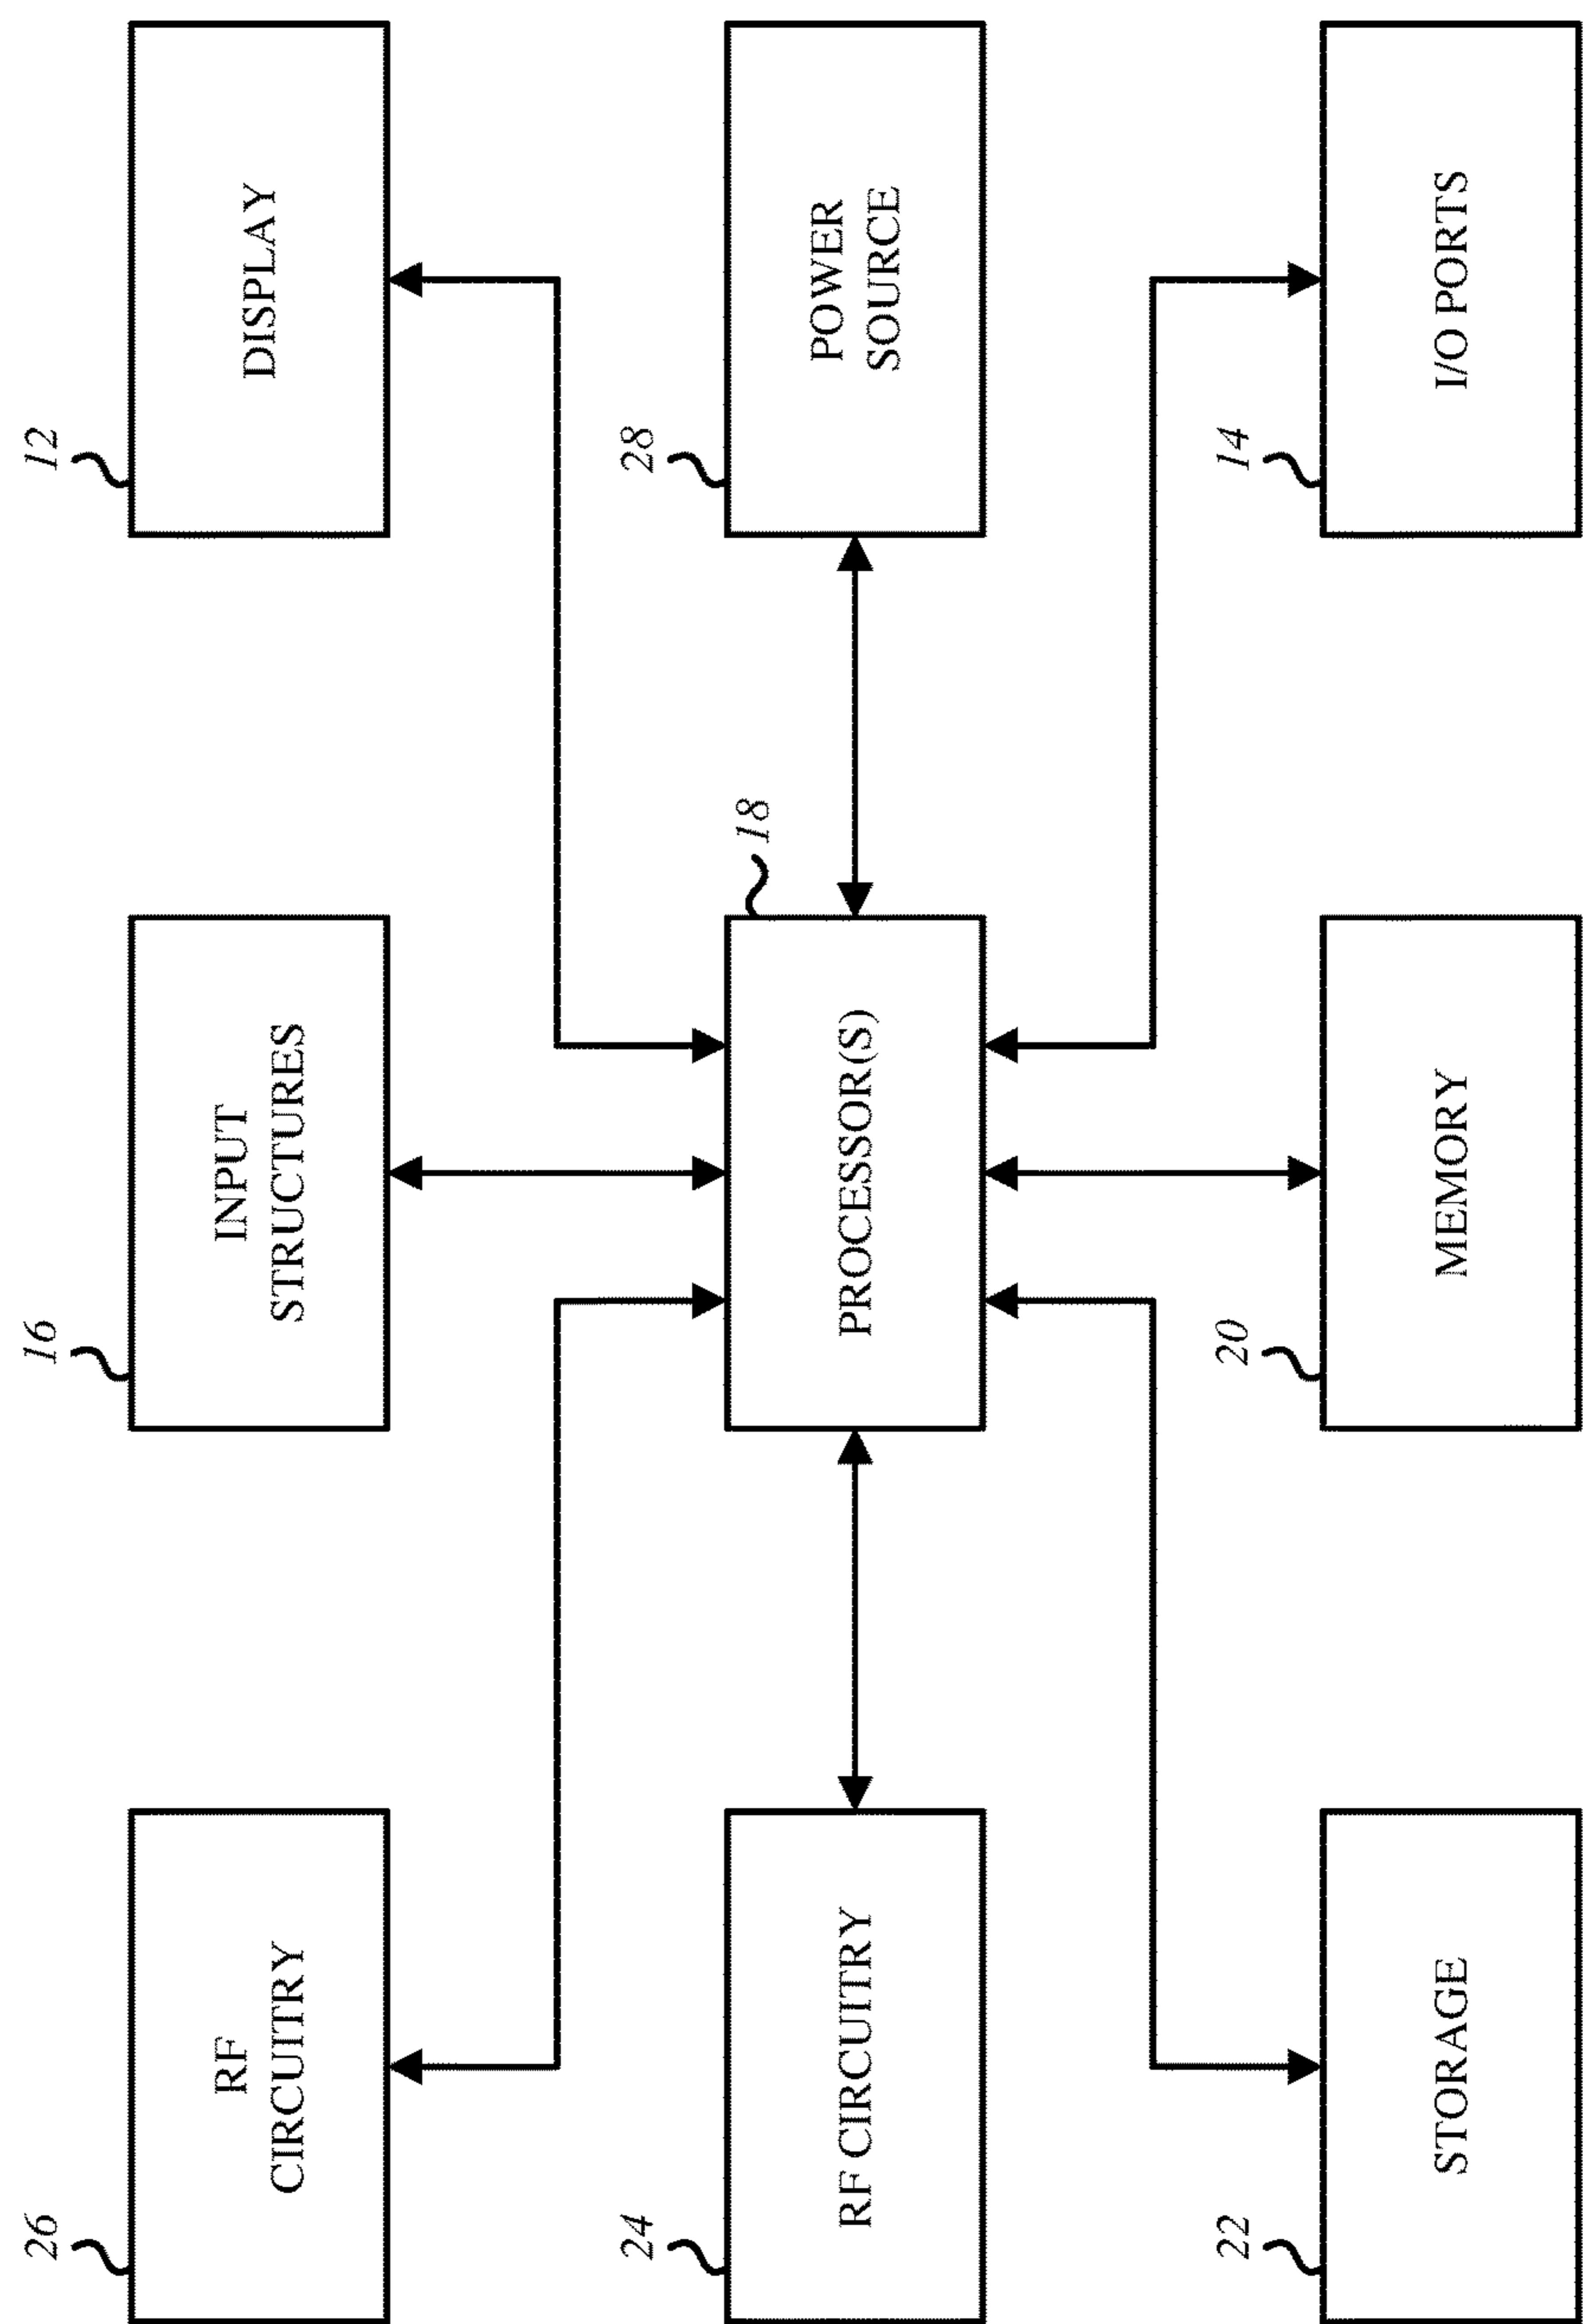 26
RF
CIRCUITRY
16
INPUT
STRUCTURES
12
DISPLAY
24
RF CIRCUITRY
18
PROCESSOR(S)
28
POWER
SOURCE
22
STORAGE
20
MEMORY
14
I/O PORTS